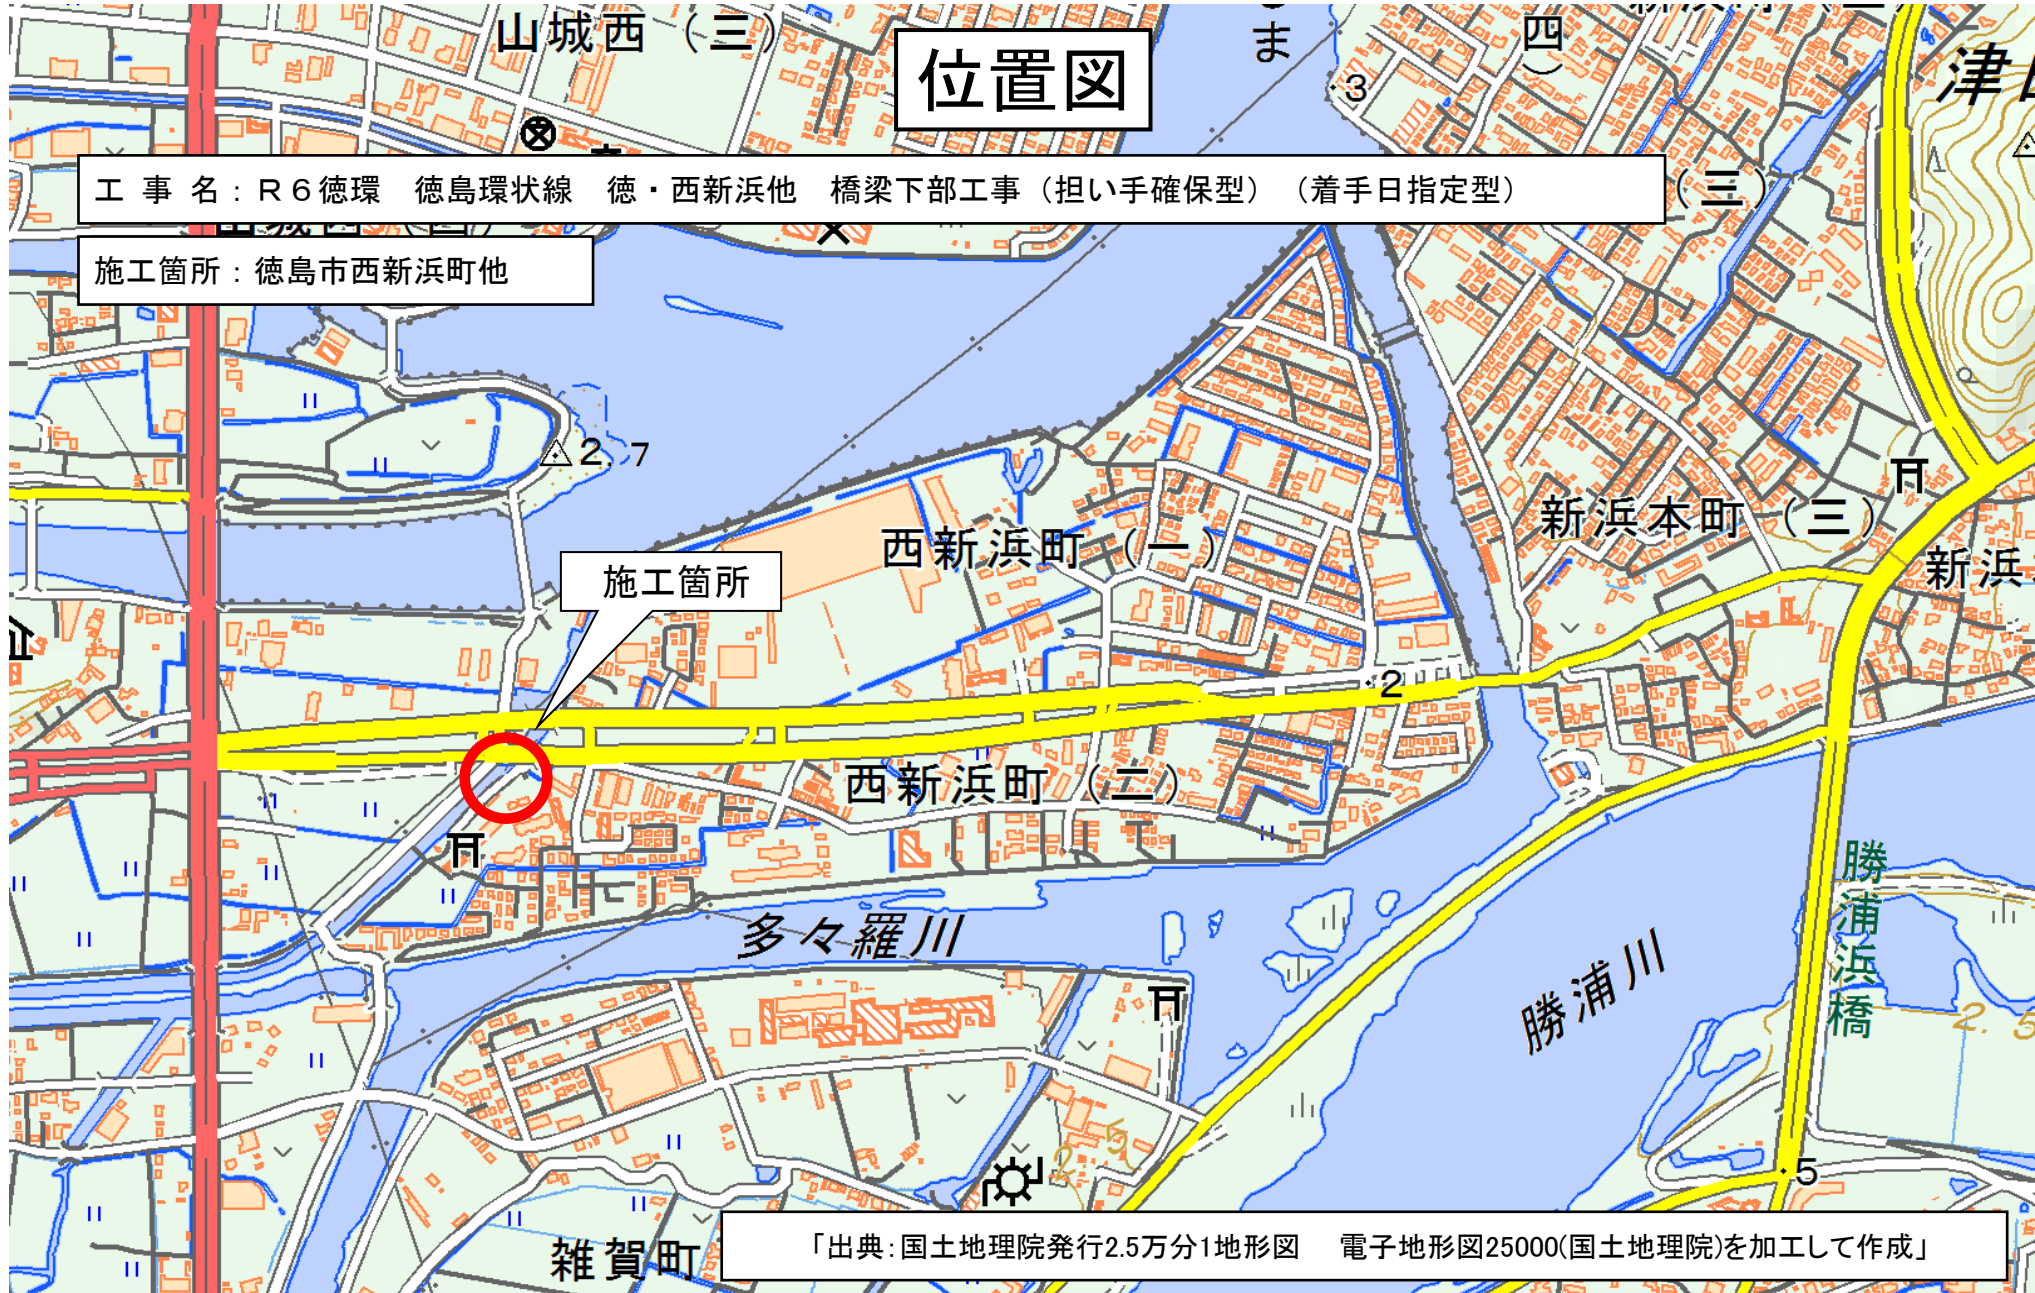 山城西（三）
ま
四）
位置図
3
工 事 名：Ｒ６徳環　徳島環状線　徳・西新浜他　橋梁下部工事（担い手確保型）（着手日指定型）
（三）
施工箇所：徳島市西新浜町他
2.7
西新浜町（一）
新浜本町（三）
新浜
施工箇所
2
西新浜町（二）
多々羅川
勝浦川
勝浦浜橋
2.5
2.5
5
雑賀町
「出典：国土地理院発行2.5万分1地形図　電子地形図25000(国土地理院)を加工して作成」